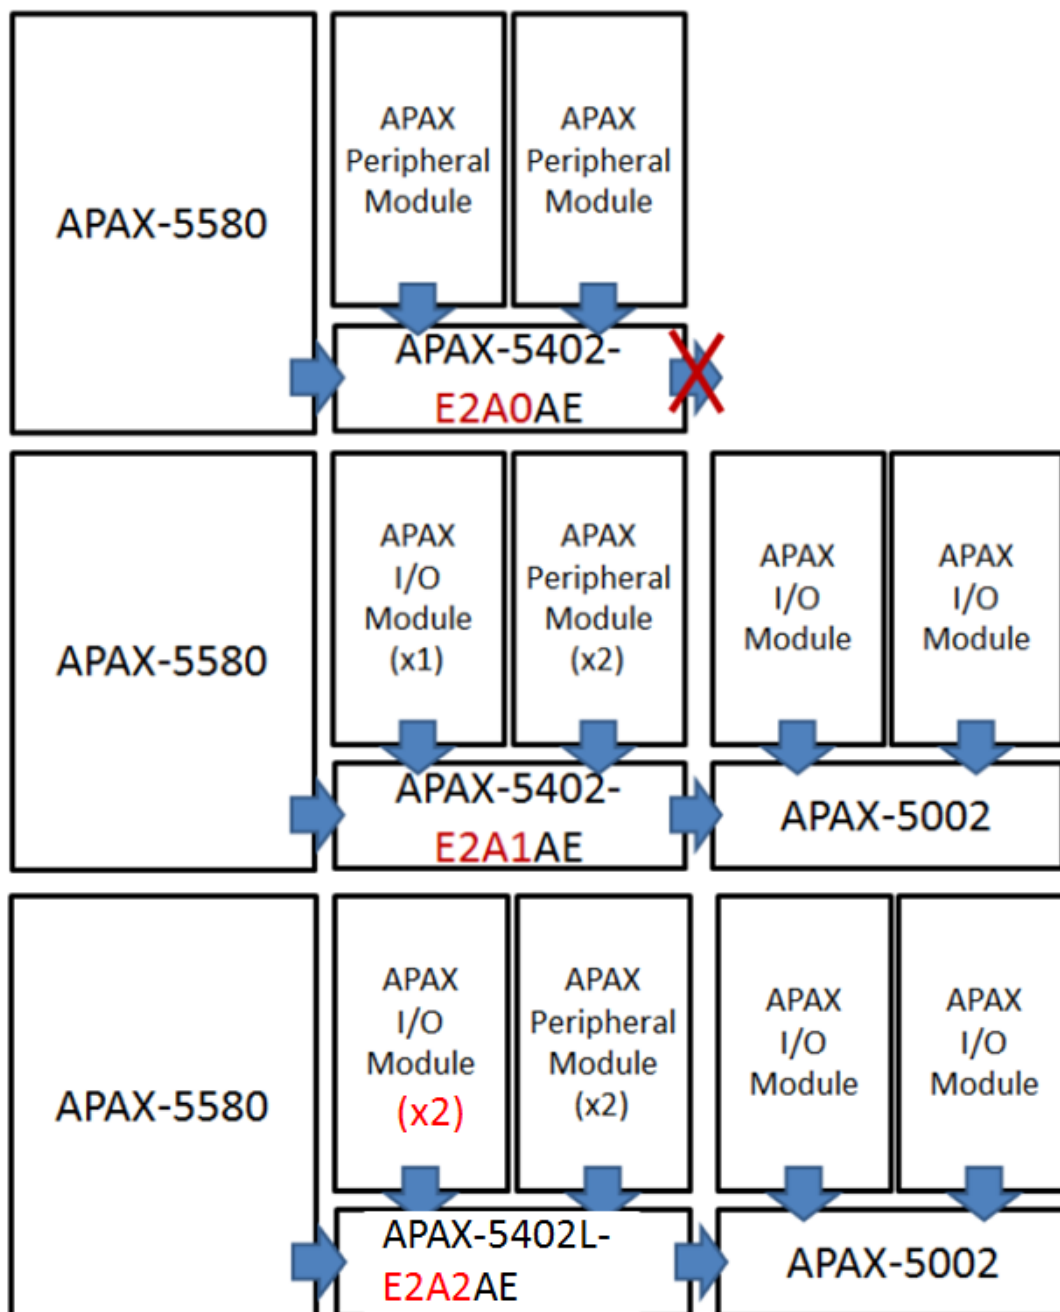 APAX-5580
APAX
Peripheral
Module
APAX
Peripheral
Module
APAX-5402-
E2A0AE
APAX-5580
APAX
I/O
Module
(x1)
APAX
Peripheral
Module
(x2)
APAX
I/O
Module
APAX
I/O
Module
APAX-5402-
E2A1AE
APAX-5002
APAX-5580
APAX
I/O
Module
(x2)
APAX
Peripheral
Module
(x2)
APAX
I/O
Module
APAX
I/O
Module
APAX-5402L-
E2A2AE
APAX-5002